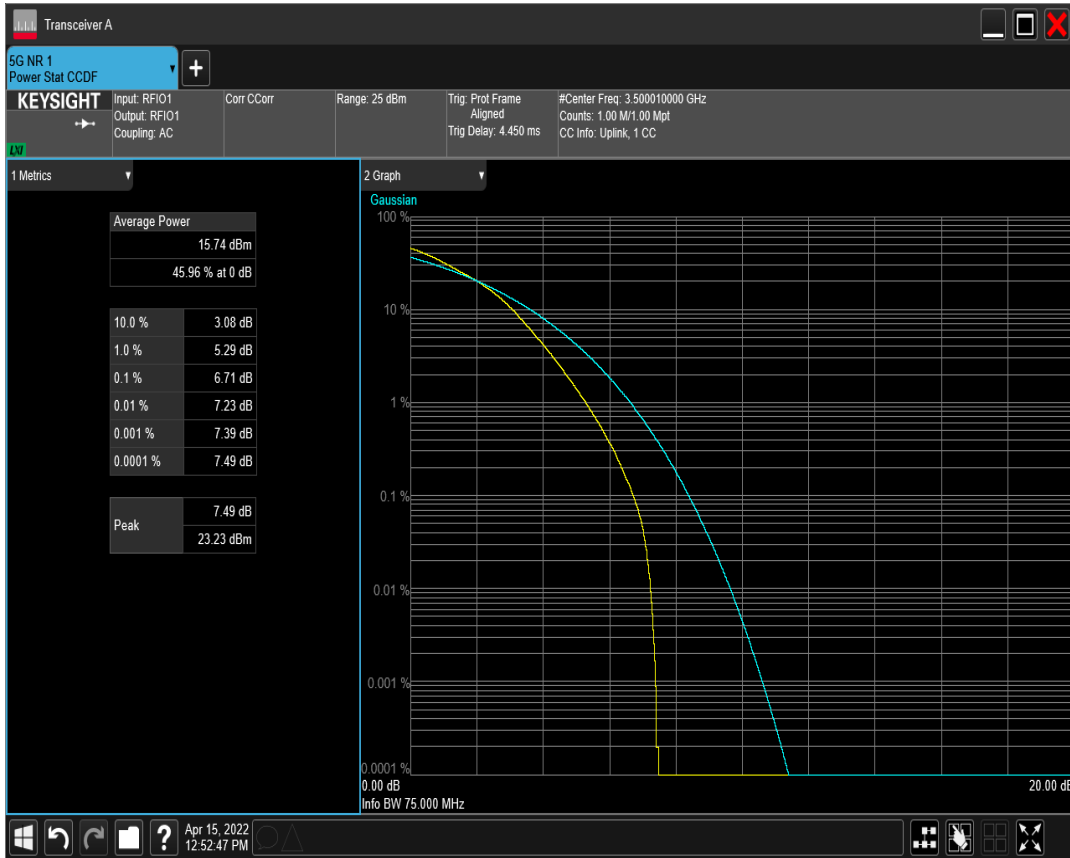 Transceiver A
5G NR 1
Power Stat CCDF
+
KEYSIGHT
LXI
Input: RFIO1
Output: RFIO1
Coupling: AC
Corr CCorr
Range: 25 dBm
Trig: Prot Frame
Aligned
Trig Delay: 4.450 ms
#Center Freq: 3.500010000 GHz
Counts: 1.00 M/1.00 Mpt
CC Info: Uplink, 1 CC
1 Metrics
Average Power
15.74 dBm
45.96 % at 0 dB
10.0 % 3.08 dB
1.0 % 5.29 dB
0.1 % 6.71 dB
0.01 % 7.23 dB
0.001 % 7.39 dB
0.0001 % 7.49 dB
Peak
7.49 dB
23.23 dBm
2 Graph
Gaussian
100 %
10 %
1 %
0.1 %
0.01 %
0.001 %
0.0001 %
0.00 dB
20.00 dB
Info BW 75.000 MHz
?
Apr 15, 2022
12:52:47 PM